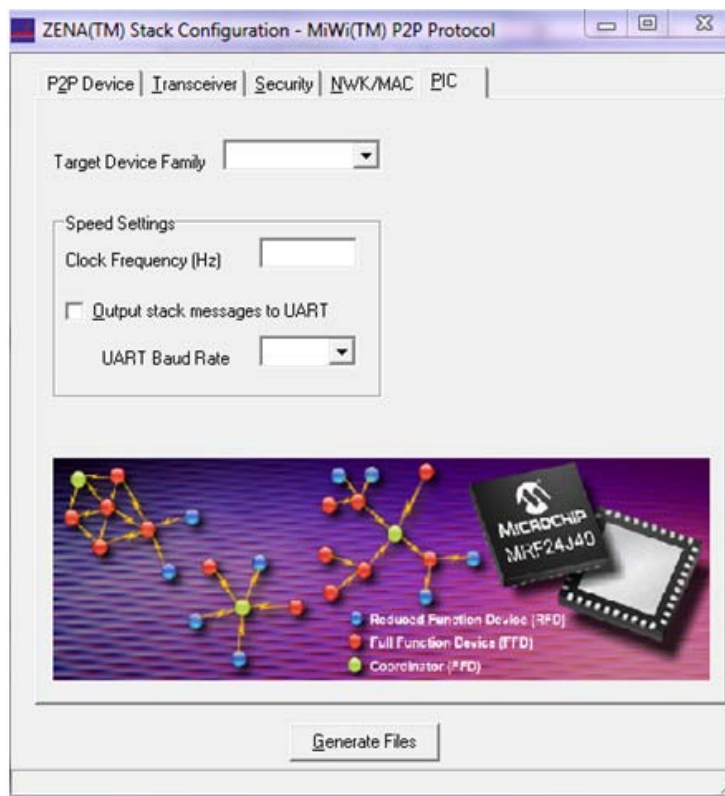 ZENA(TM) Stack Configuration - MiWi(TM) P2P Protocol
P2P Device Transceiver Security NWK/MAC PIC
Target Device Family
Speed Settings
Clock Frequency (Hz)
Output stack messages to UART
UART Baud Rate
MICROCHIP
MRF24J40
Reduced Function Device (RFD)
Full Function Device (FFD)
Coordinator (FFD)
Generate Files